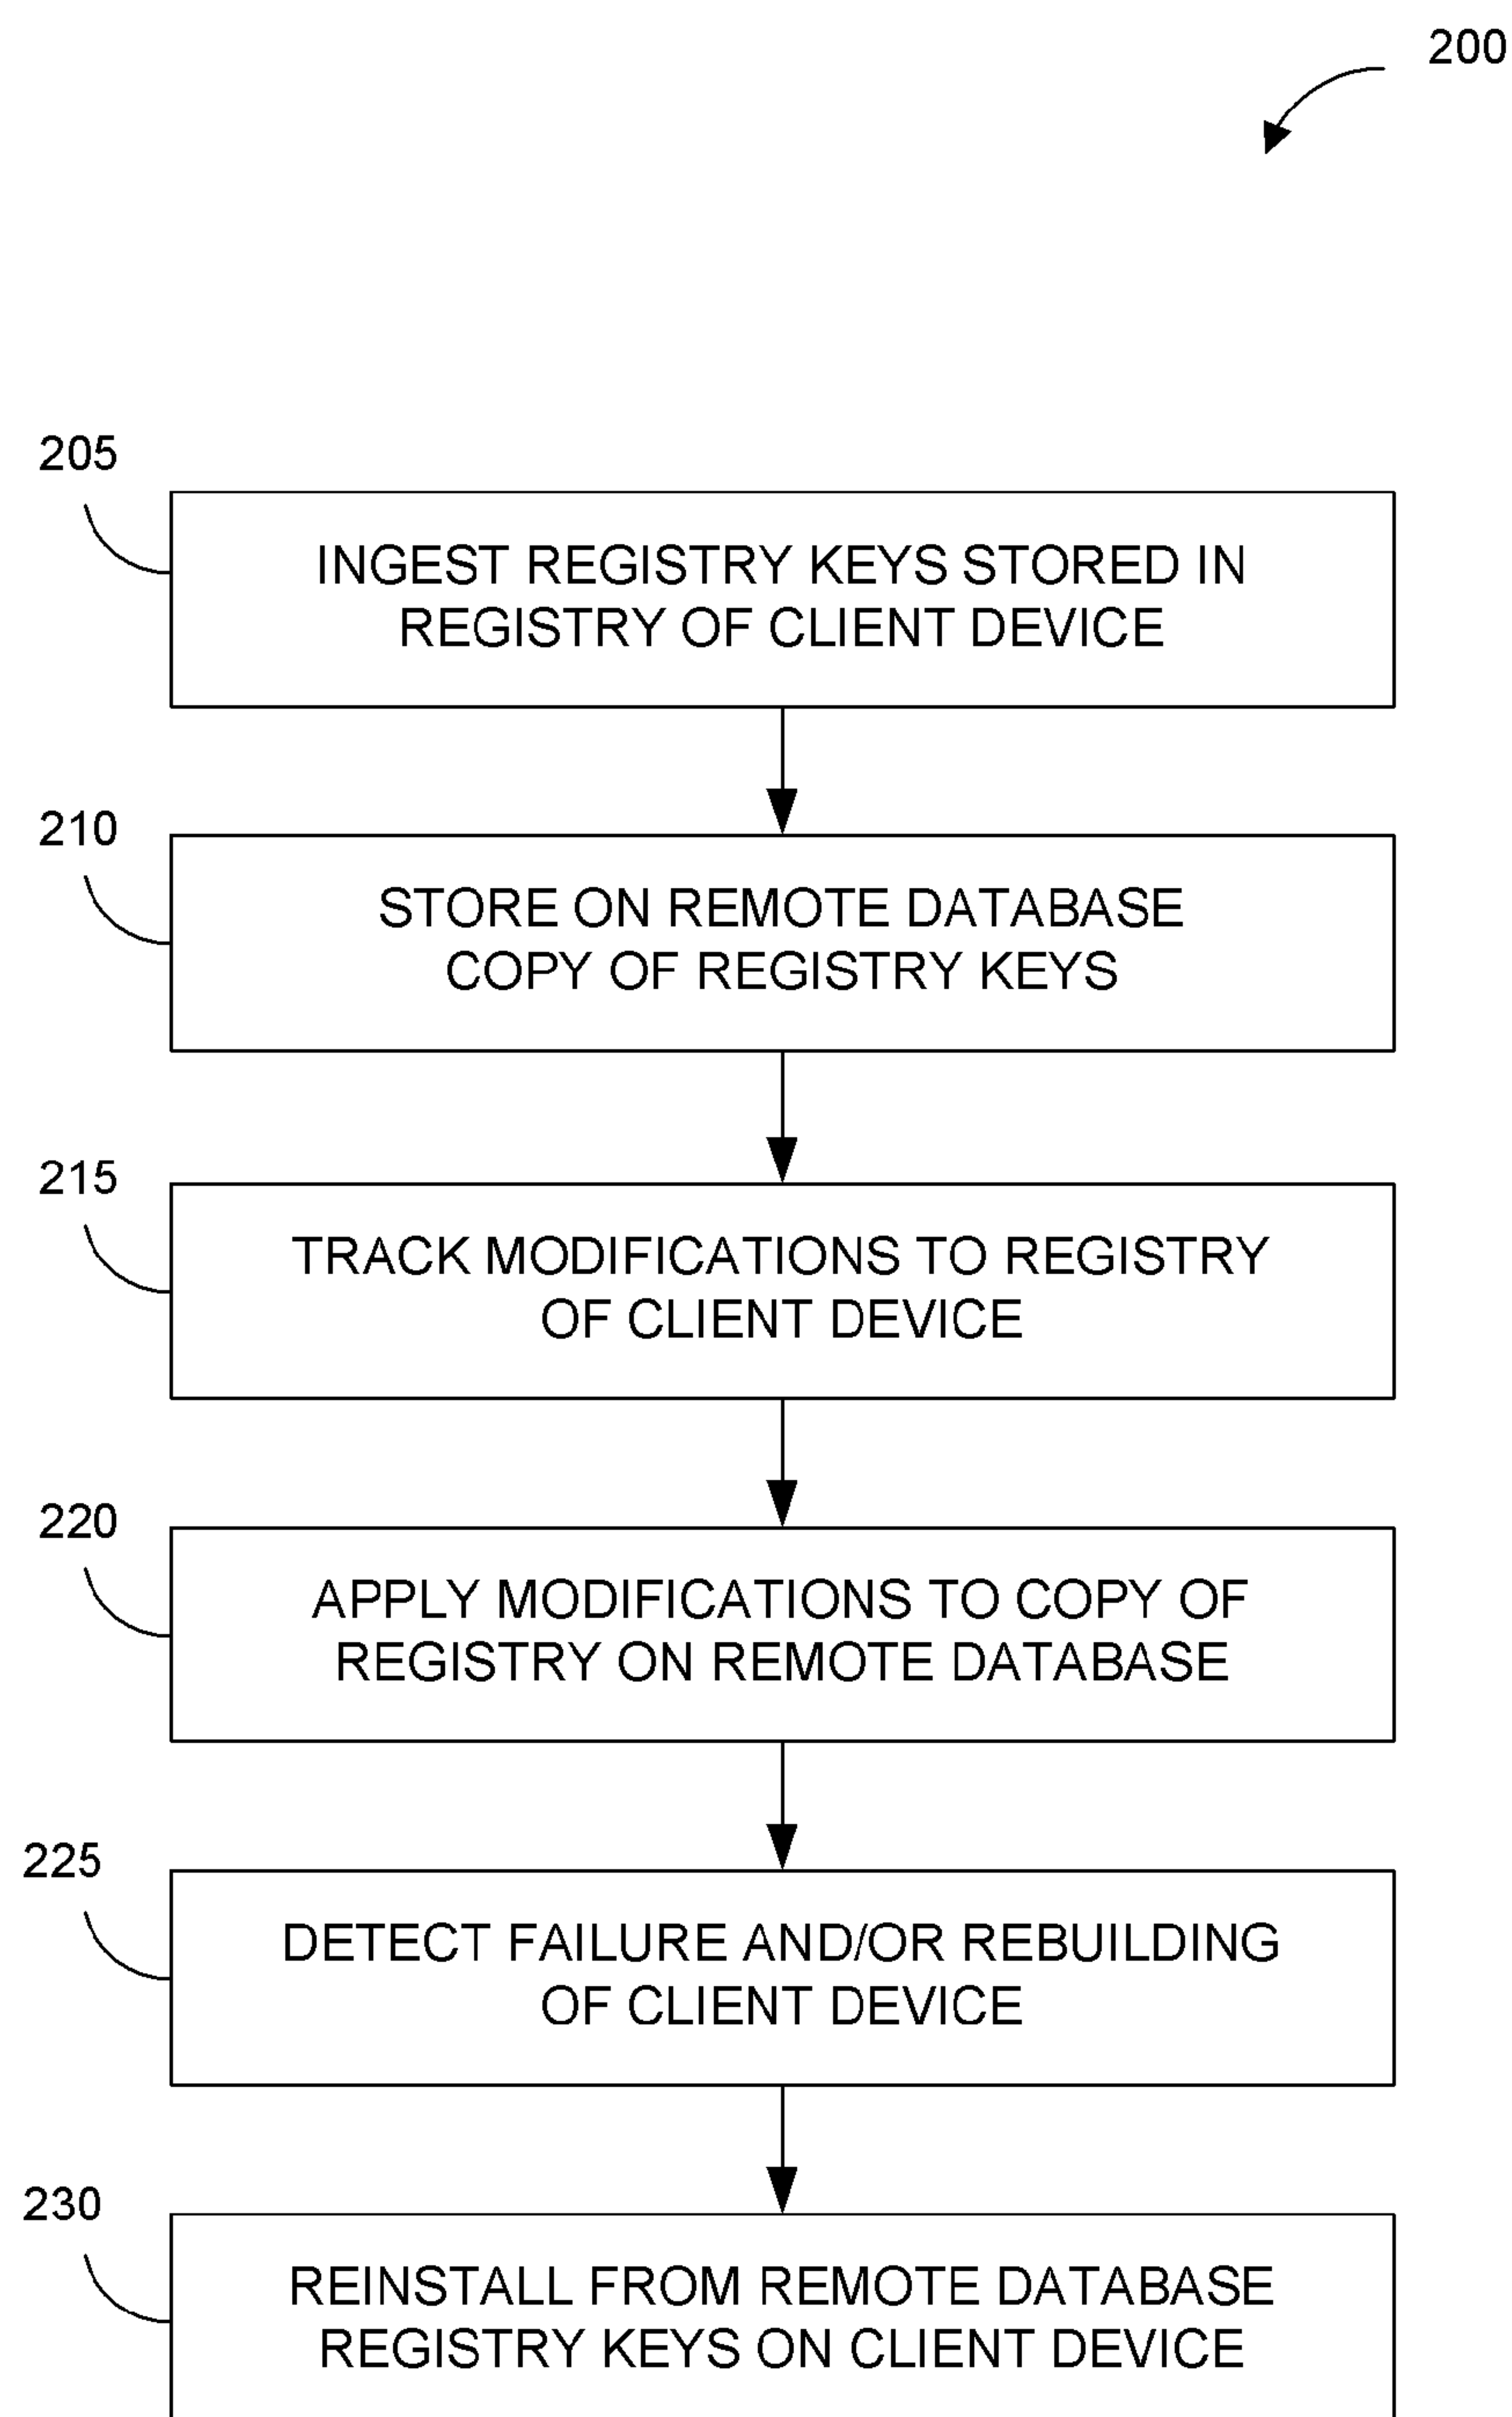 200
205
INGEST REGISTRY KEYS STORED IN
REGISTRY OF CLIENT DEVICE
210
STORE ON REMOTE DATABASE
COPY OF REGISTRY KEYS
215
TRACK MODIFICATIONS TO REGISTRY
OF CLIENT DEVICE
220
APPLY MODIFICATIONS TO COPY OF
REGISTRY ON REMOTE DATABASE
225
DETECT FAILURE AND/OR REBUILDING
OF CLIENT DEVICE
230
REINSTALL FROM REMOTE DATABASE
REGISTRY KEYS ON CLIENT DEVICE